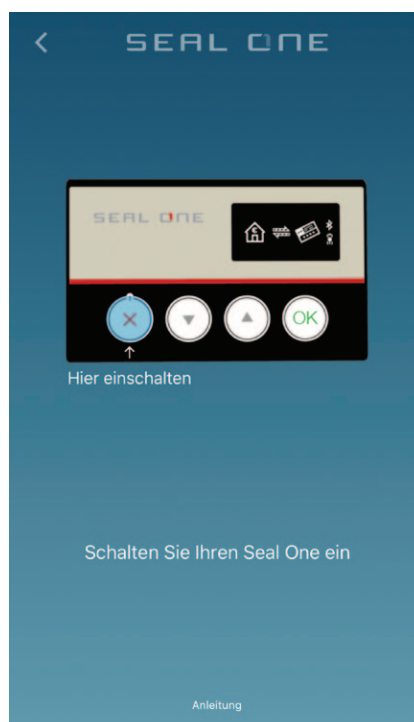 SEAL ONE
SEAL ONE
OK
Hier einschalten
Schalten Sie Ihren Seal One ein
Anleitung